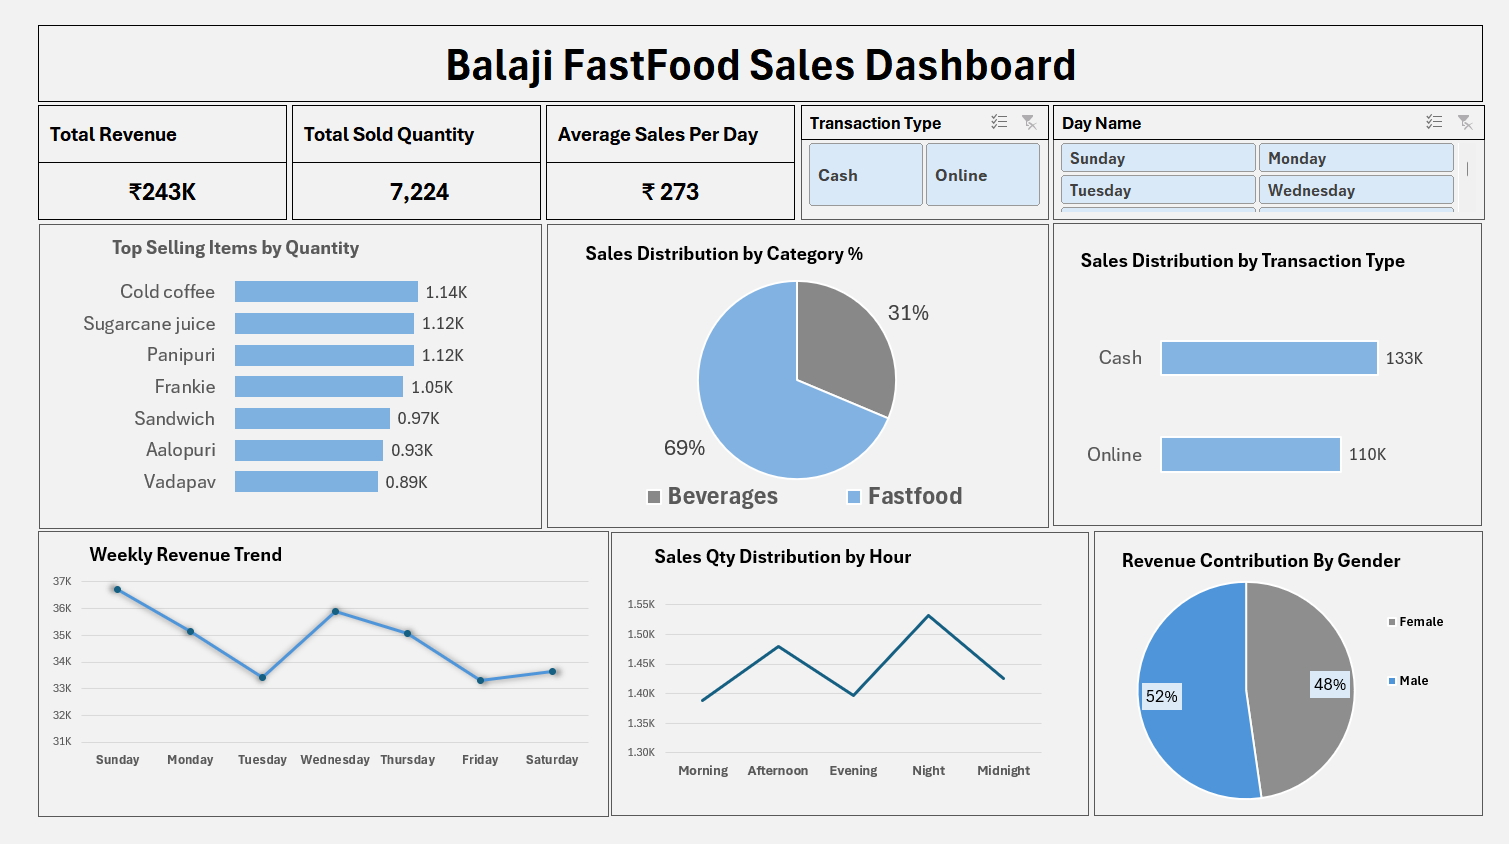 Balaji FastFood Sales Dashboard
Total Revenue
₹243K
Total Sold Quantity
7,224
Average Sales Per Day
₹ 273
Transaction Type
Cash
Online
Day Name
Sunday
Monday
Tuesday
Wednesday
Top Selling Items by Quantity
Cold coffee 1.14K
Sugarcane juice 1.12K
Panipuri 1.12K
Frankie 1.05K
Sandwich 0.97K
Aalopuri 0.93K
Vadapav 0.89K
Sales Distribution by Category %
31%
69%
Beverages Fastfood
Sales Distribution by Transaction Type
Cash 133K
Online 110K
Weekly Revenue Trend
37K
36K
35K
34K
33K
32K
31K
Sunday Monday Tuesday Wednesday Thursday Friday Saturday
Sales Qty Distribution by Hour
1.55K
1.50K
1.45K
1.40K
1.35K
1.30K
Morning Afternoon Evening Night Midnight
Revenue Contribution By Gender
Female
48%
Male
52%